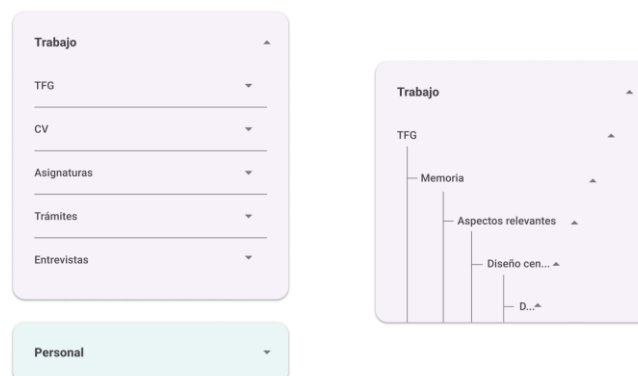 Trabajo
TFG
CV
Asignaturas
Trámites
Entrevistas
Personal
Trabajo
TFG
Memoria
Aspectos relevantes
Diseño cen...
D...